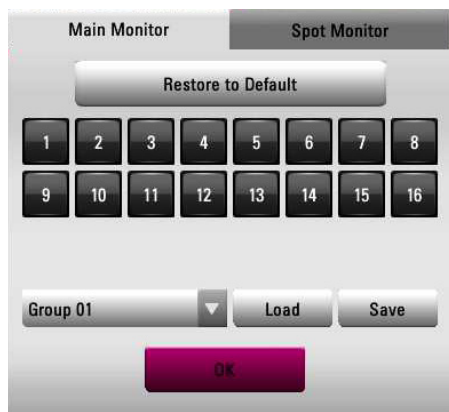 Main Monitor Spot Monitor
Restore to Default
1 2 3 4 5 6 7 8
9 10 11 12 13 14 15 16
Group 01 Load Save
OK